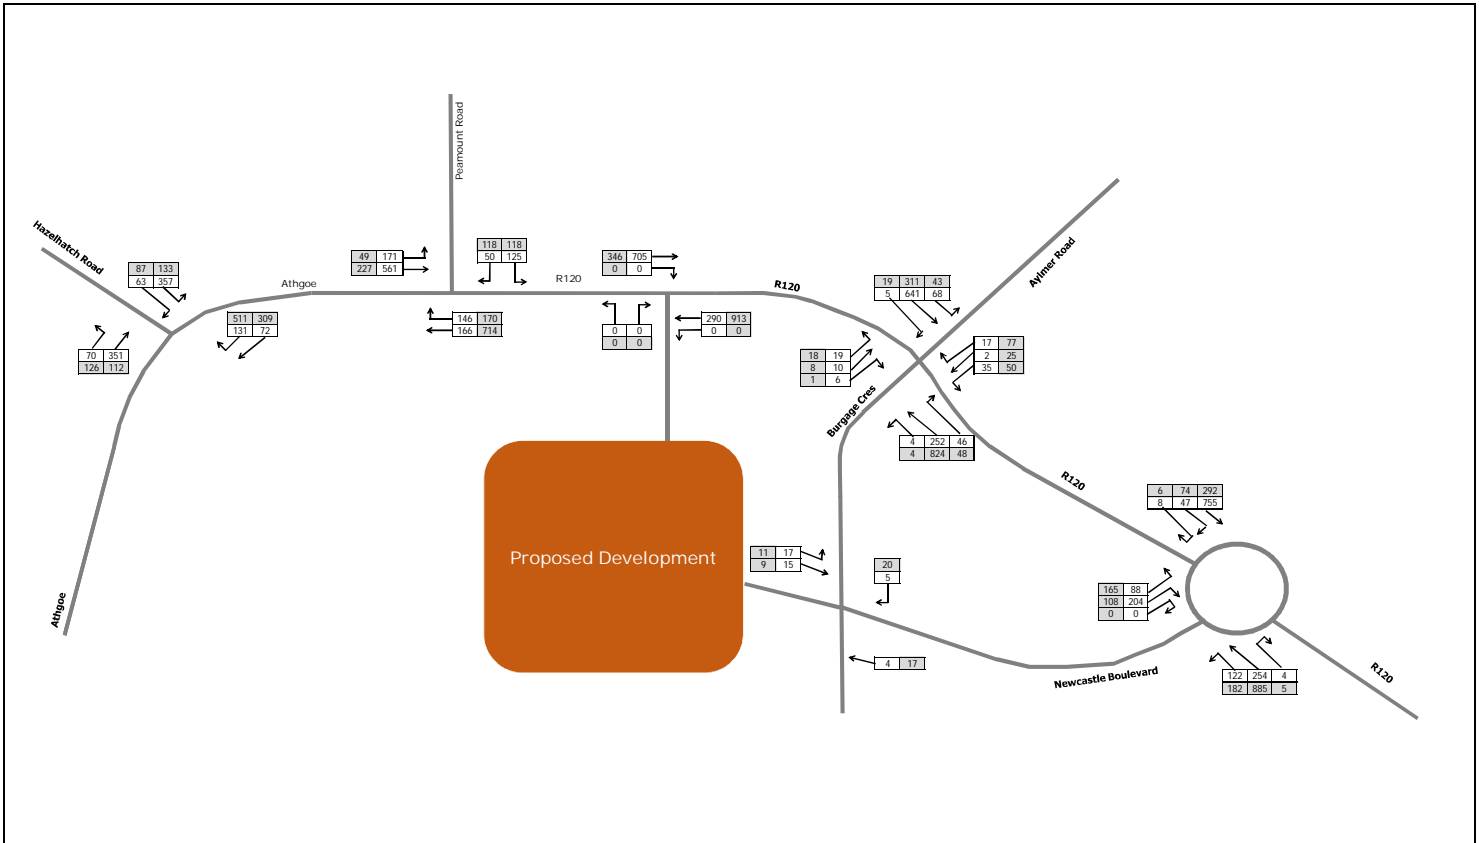 Peamount Road
Hazelhatch Road
Aylmer Road
118 118
50 125
49 171
227 561
346 705
0 0
87 133
63 357
Athgoe
R120
R120
19 311 43
5 641 68
511 309
131 72
146 170
166 714
0 0
0 0
290 913
0 0
70 351
126 112
18 19
8 10
1 6
17 77
2 25
35 50
Burgage Cres
4 252 46
4 824 48
R120
6 74 292
8 47 755
Proposed Development
11 17
9 15
20
5
165 88
108 204
0 0
Athgoe
4 17
Newcastle Boulevard
122 254 4
182 885 5
R120